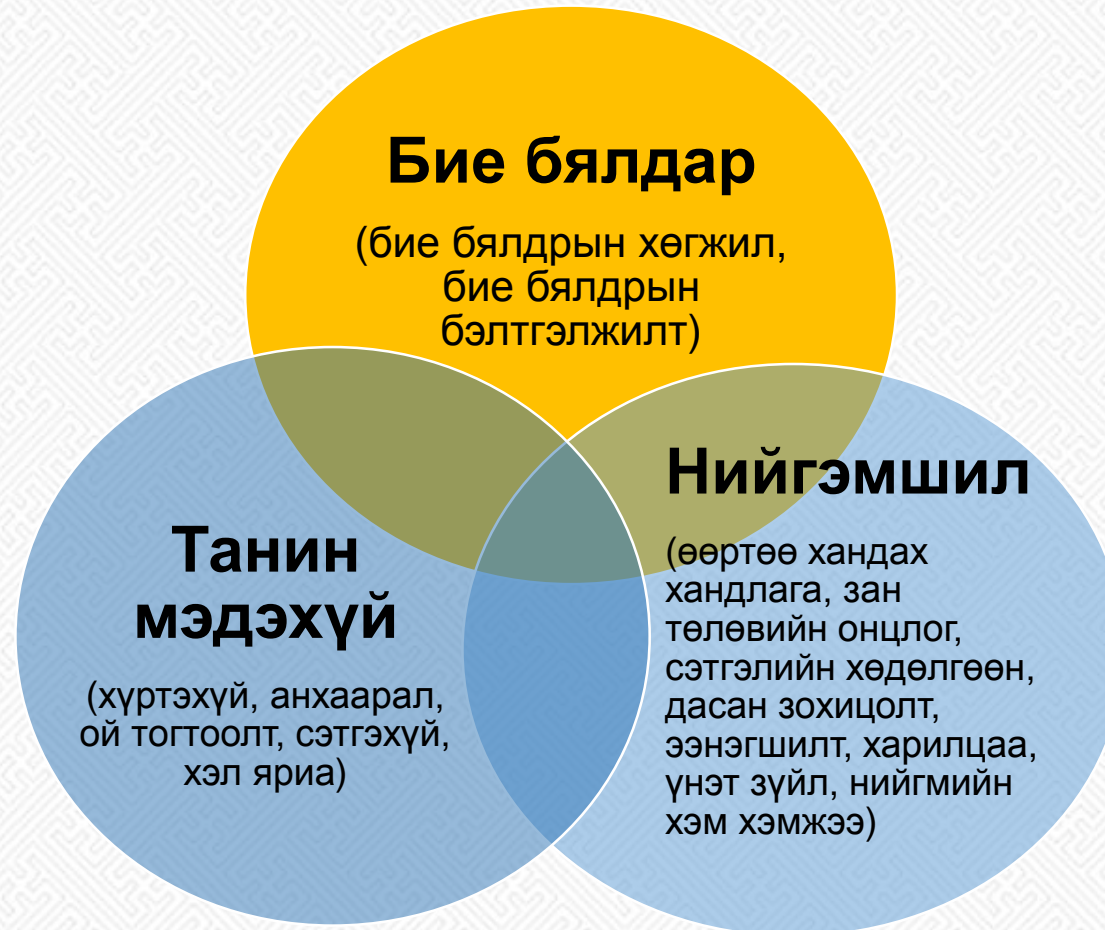 Бие бялдар
(бие бялдрын хөгжил,
бие бялдрын
бэлтгэлжилт)
Танин
мэдэхүй
(хүртэхүй, анхаарал,
ой тогтоолт, сэтгэхүй,
хэл яриа)
Нийгэмшил
(өөртөө хандах
хандлага, зан
төлөвийн онцлог,
сэтгэлийн хөдөлгөөн,
дасан зохицолт,
ээнэгшилт, харилцаа,
үнэт зүйл, нийгмийн
хэм хэмжээ)